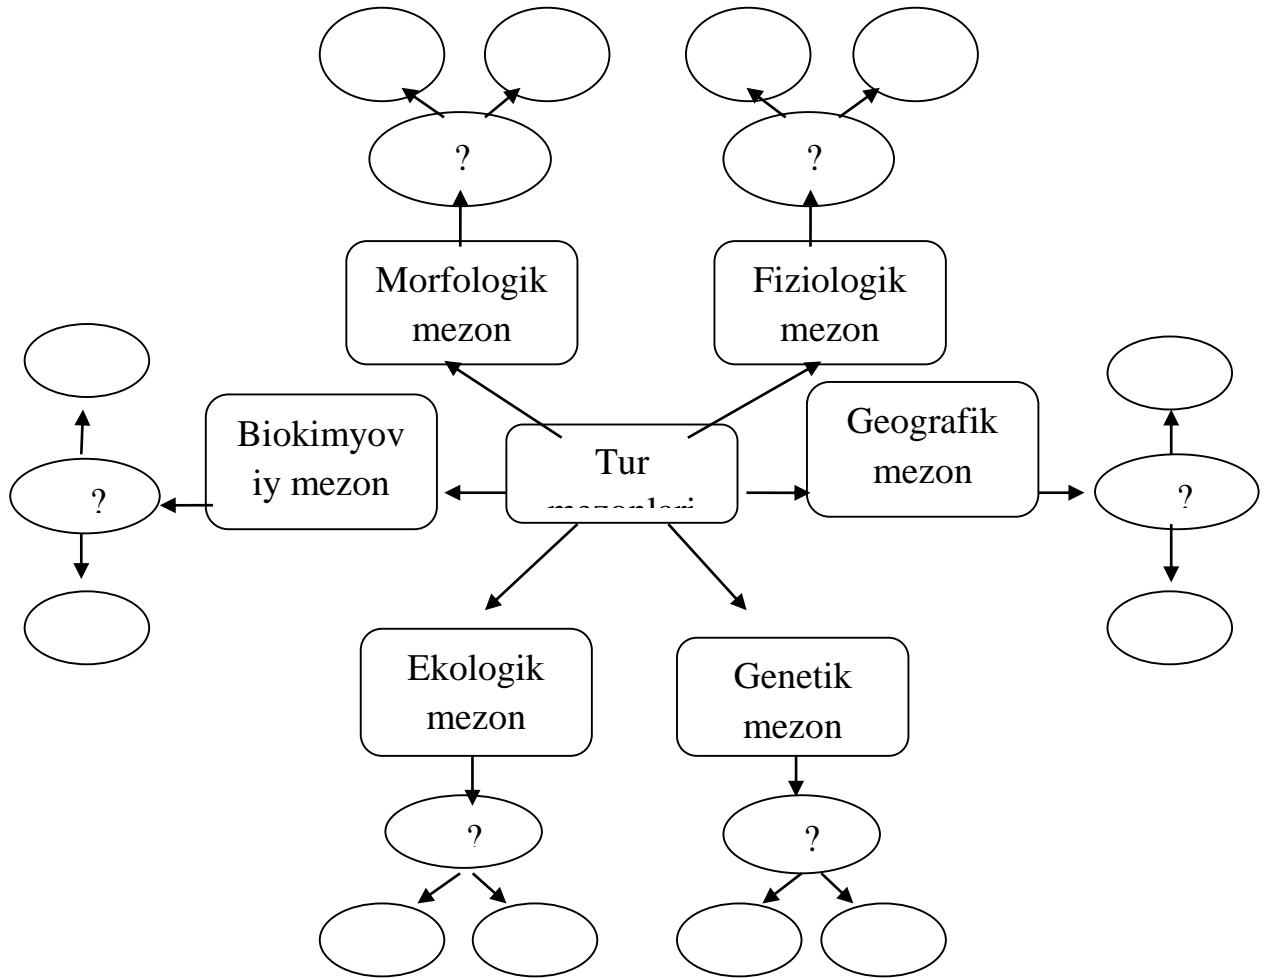 ?
?
Morfologik
mezon
Fiziologik
mezon
Biokimyov
iy mezon
?
Tur
Geografik
mezon
?
Ekologik
mezon
?
Genetik
mezon
?